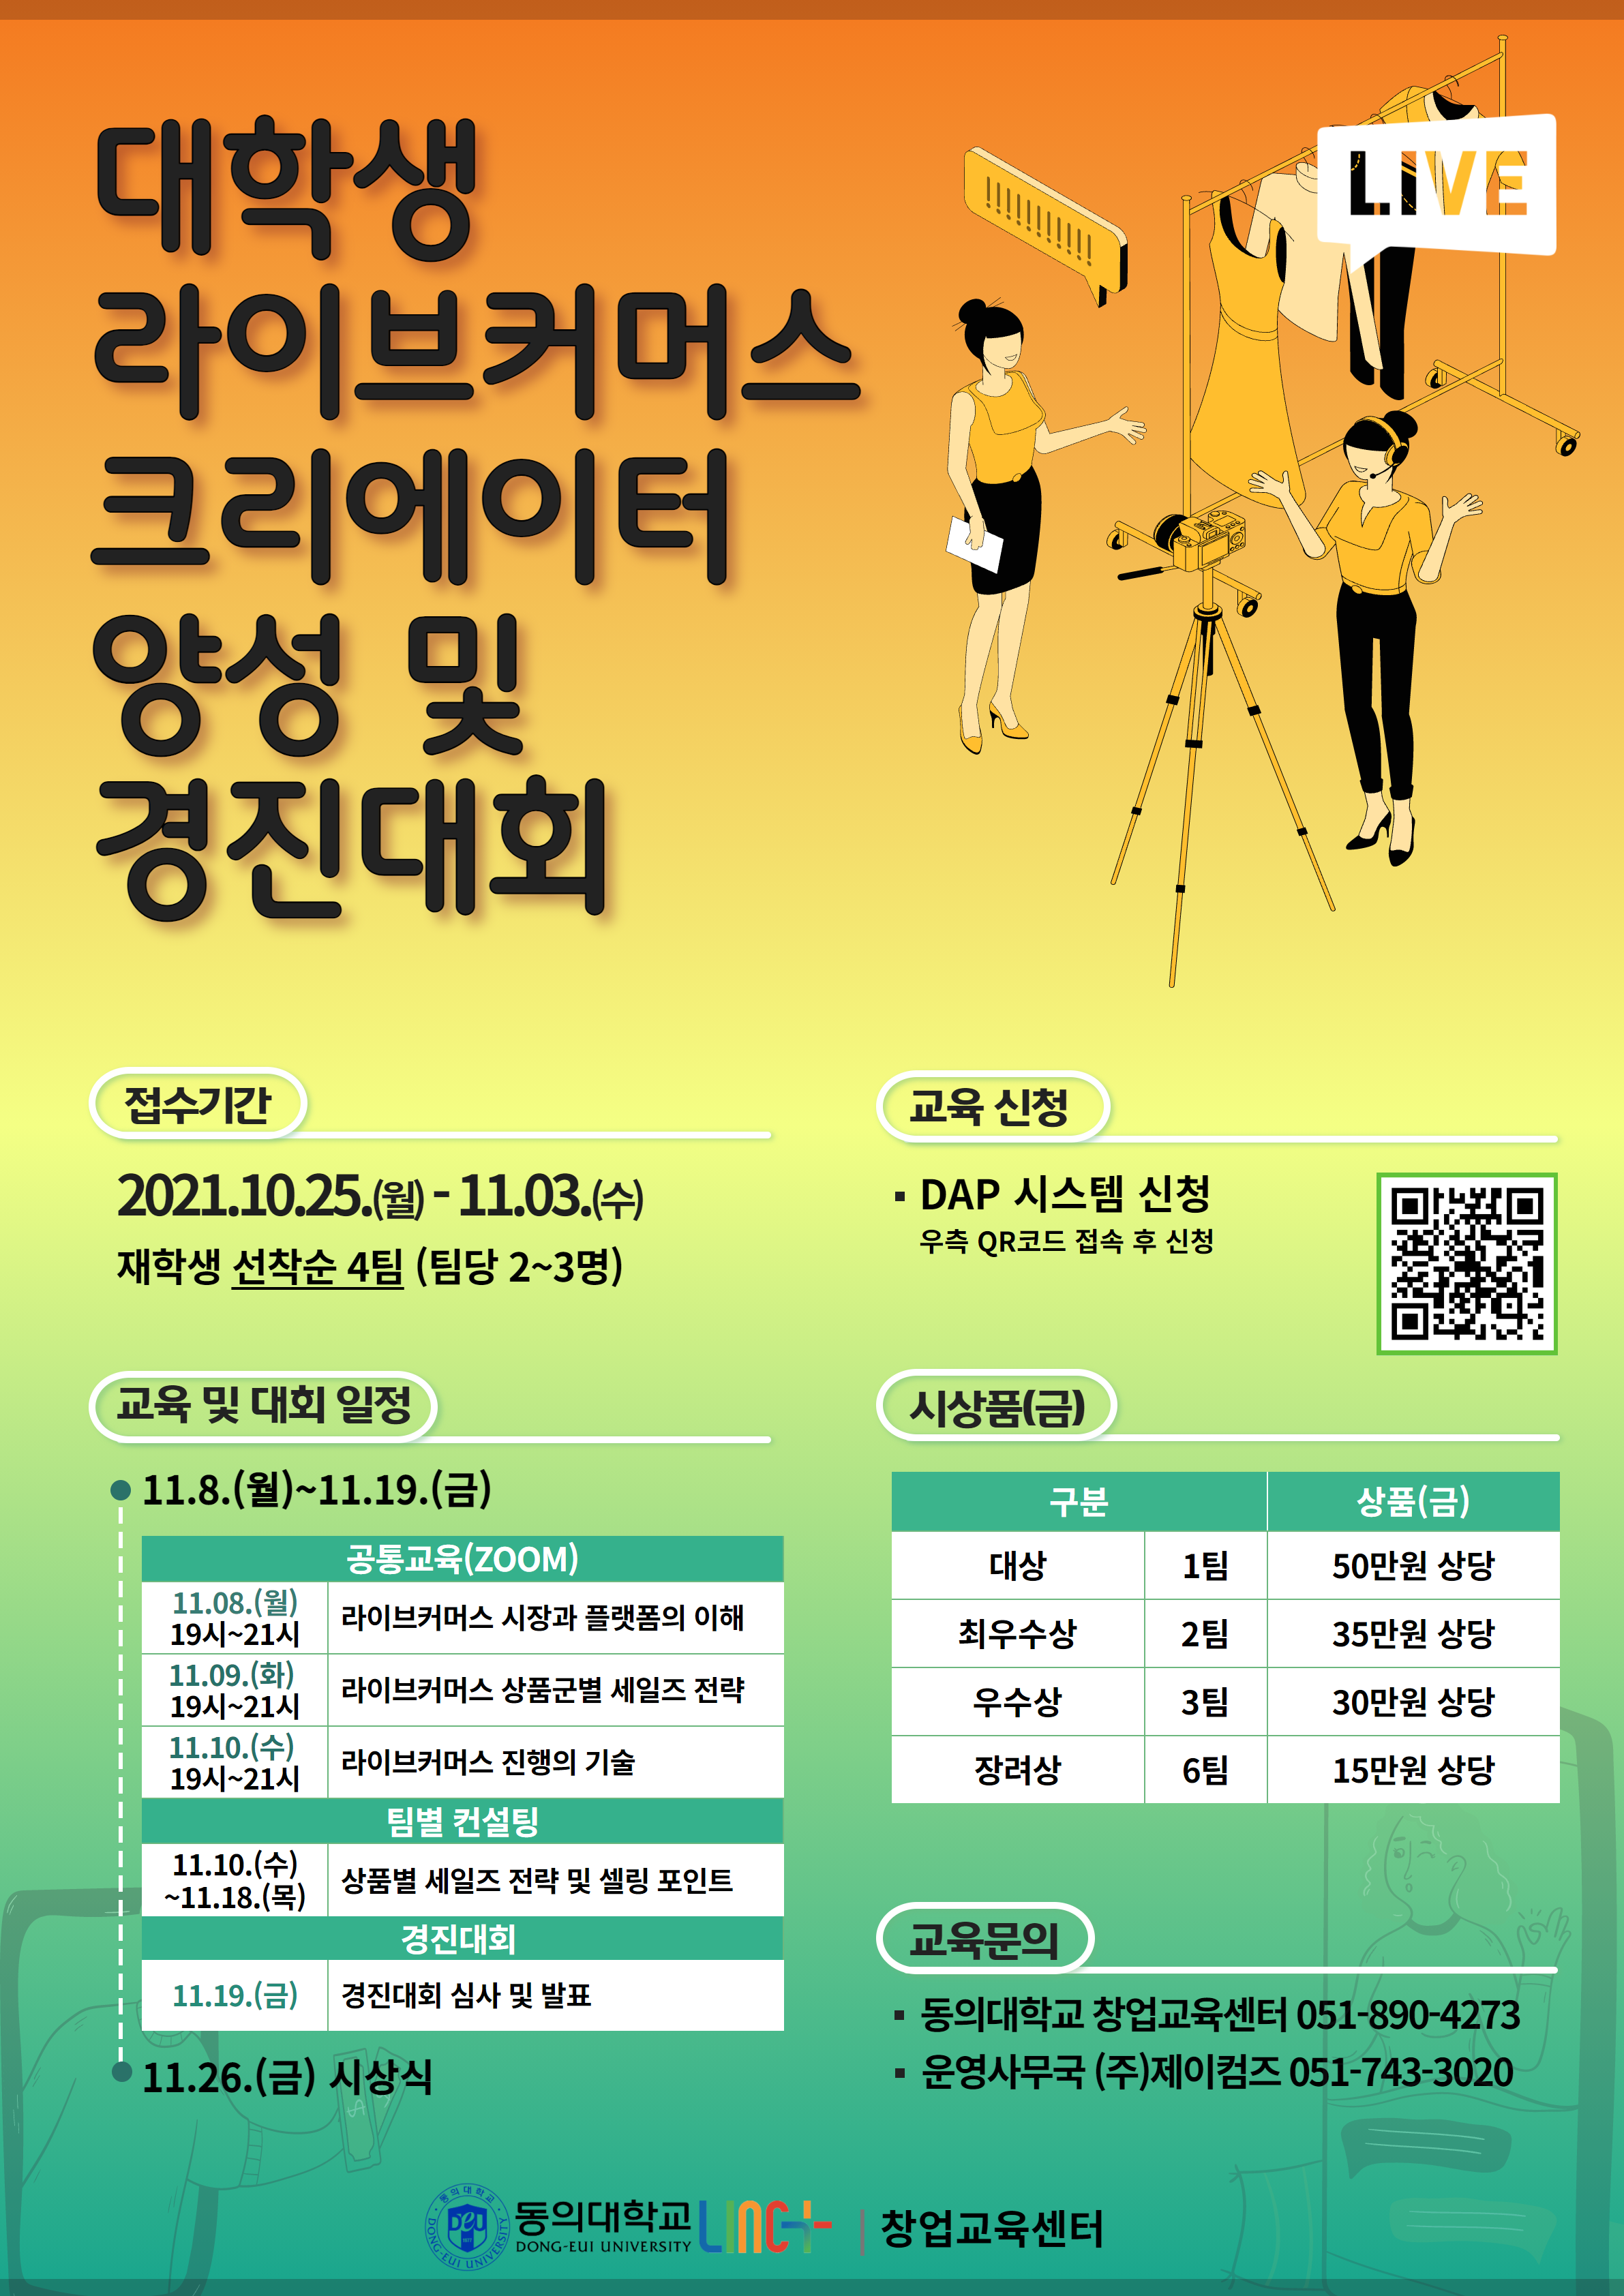 대학생
라이브커머스
크리에이터
양성 및
경진대회
LIVE
접수기간
2021.10.25.(월) - 11.03.(수)
재학생 선착순 4팀 (팀당 2~3명)
교육 신청
▪ DAP 시스템 신청
우측 QR코드 접속 후 신청
교육 및 대회 일정
11.8.(월)~11.19.(금)
공통교육(ZOOM)
11.08.(월)
19시~21시
라이브커머스 시장과 플랫폼의 이해
11.09.(화)
19시~21시
라이브커머스 상품군별 세일즈 전략
11.10.(수)
19시~21시
라이브커머스 진행의 기술
팀별 컨설팅
11.10.(수)
~11.18.(목)
상품별 세일즈 전략 및 셀링 포인트
경진대회
11.19.(금)
경진대회 심사 및 발표
11.26.(금) 시상식
시상품(금)
구분 상품(금)
대상 1팀 50만원 상당
최우수상 2팀 35만원 상당
우수상 3팀 30만원 상당
장려상 6팀 15만원 상당
교육문의
▪ 동의대학교 창업교육센터 051-890-4273
▪ 운영사무국 (주)제이컴즈 051-743-3020
동의대학교
DONG-EUI UNIVERSITY
DEU
동의대학교
DONG-EUI UNIVERSITY
LINC+
창업교육센터